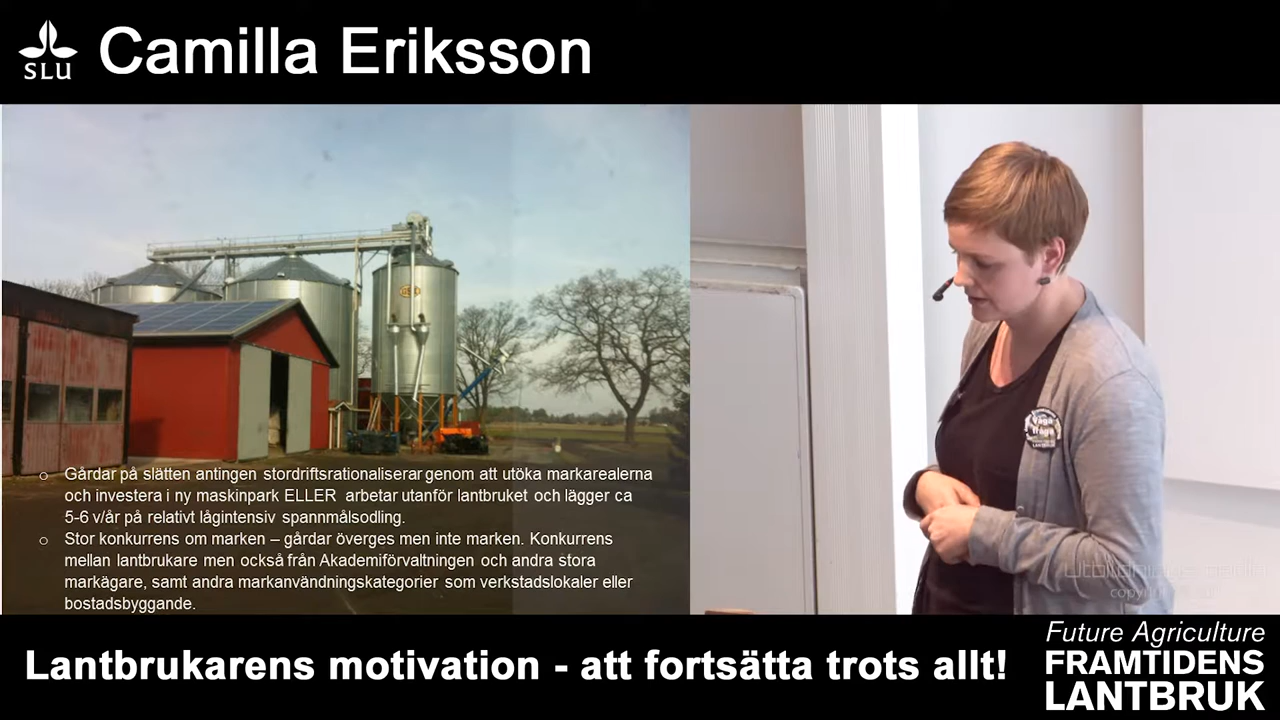 SLU
Camilla Eriksson
o Gårdar på slätten antingen stordriftsrationaliserar genom att utöka markarealerna
och investera i ny maskinpark ELLER arbetar utanför lantbruket och lägger ca
5-6 v/år på relativt lågintensiv spannmålsodling.
o Stor konkurrens om marken – gårdar överges men inte marken. Konkurrens
mellan lantbrukare men också från Akademiförvaltningen och andra stora
markägare, samt andra markanvändningskategorier som verkstadslokaler eller
bostadsbyggande.
Våga
fråga
Lantbrukarens motivation - att fortsätta trots allt!
Future Agriculture
FRAMTIDENS
LANTBRUK